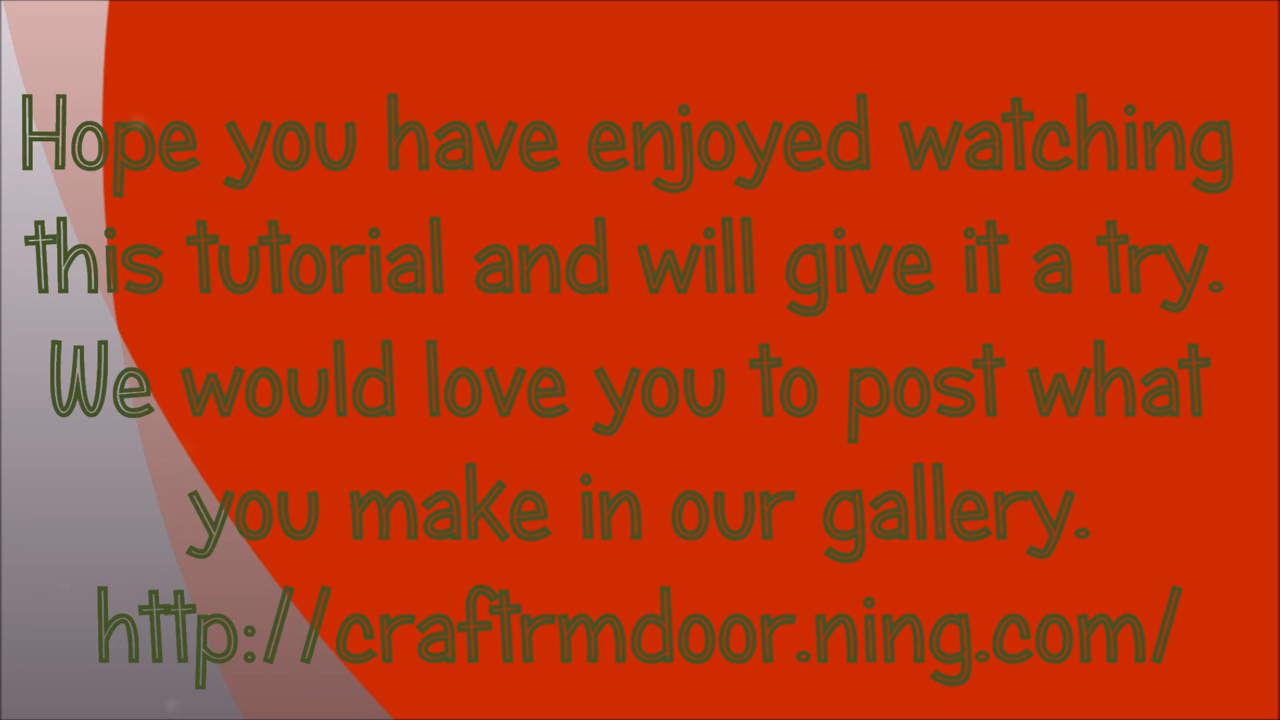 Hope you have enjoyed watching
this tutorial and will give it a try.
We would love you to post what
you make in our gallery.
http://craftrmdoor.ning.com/